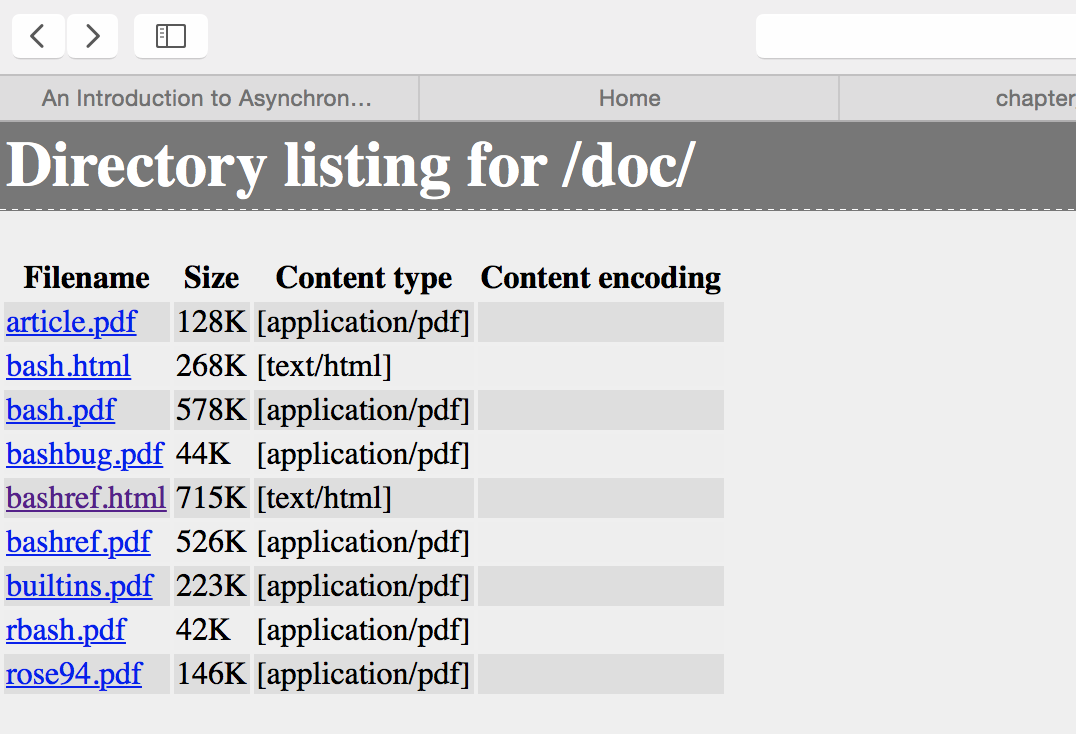 An Introduction to Asynchron… Home chapter
Directory listing for /doc/
Filename Size Content type Content encoding
article.pdf 128K [application/pdf]
bash.html 268K [text/html]
bash.pdf 578K [application/pdf]
bashbug.pdf 44K [application/pdf]
bashref.html 715K [text/html]
bashref.pdf 526K [application/pdf]
builtins.pdf 223K [application/pdf]
rbash.pdf 42K [application/pdf]
rose94.pdf 146K [application/pdf]